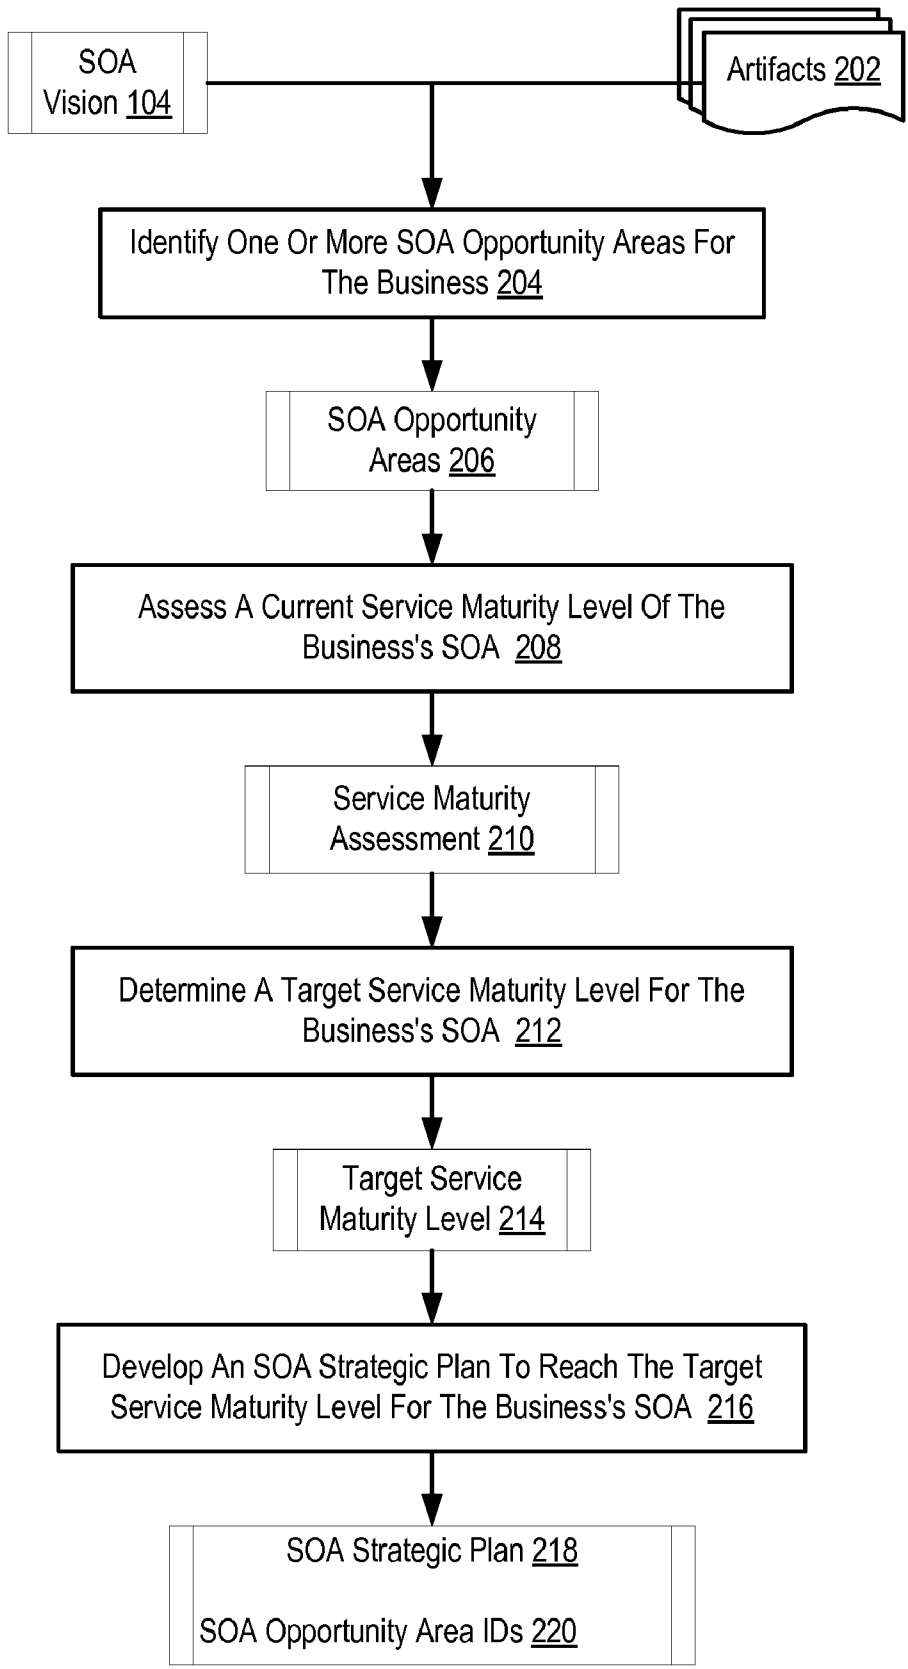 SOA
Vision 104
Artifacts 202
Identify One Or More SOA Opportunity Areas For
The Business 204
SOA Opportunity
Areas 206
Assess A Current Service Maturity Level Of The
Business's SOA 208
Service Maturity
Assessment 210
Determine A Target Service Maturity Level For The
Business's SOA 212
Target Service
Maturity Level 214
Develop An SOA Strategic Plan To Reach The Target
Service Maturity Level For The Business's SOA 216
SOA Strategic Plan 218
SOA Opportunity Area IDs 220